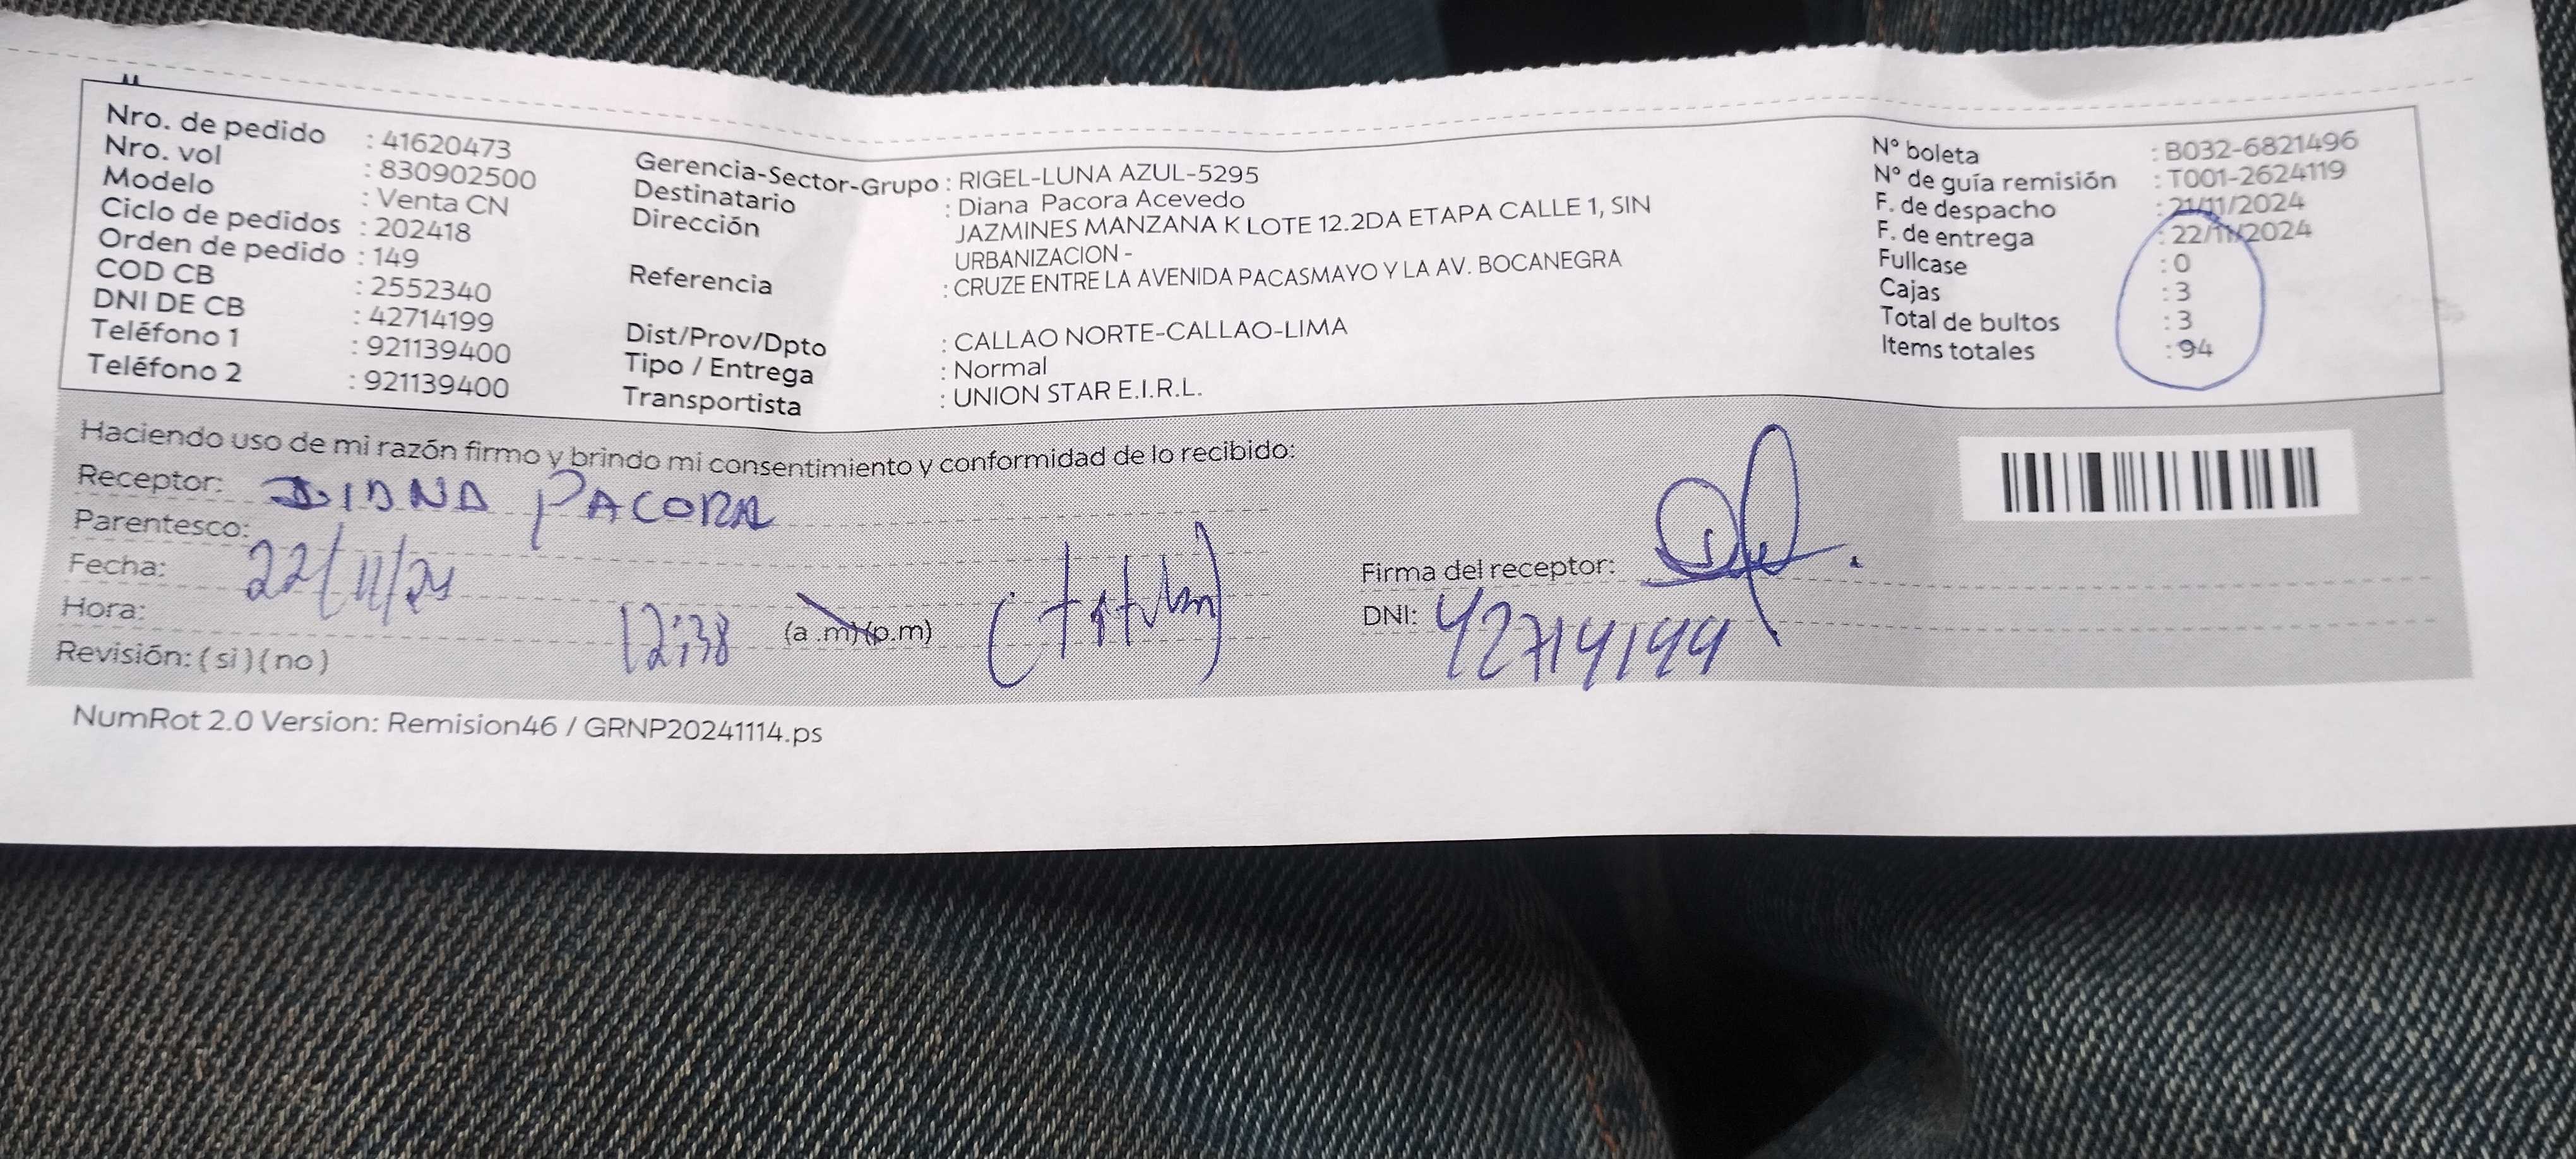 Nro. de pedido : 41620473
Nro. vol : 830902500
Modelo : Venta CN
Ciclo de pedidos : 202418
Orden de pedido : 149
COD CB : 2552340
DNI DE CB : 42714199
Teléfono 1 : 921139400
Teléfono 2 : 921139400
Gerencia-Sector-Grupo : RIGEL-LUNA AZUL-5295
Destinatario : Diana Pacora Acevedo
Dirección JAZMINES MANZANA K LOTE 12.2DA ETAPA CALLE 1, SIN
URBANIZACION -
Referencia : CRUZE ENTRE LA AVENIDA PACASMAYO Y LA AV. BOCANEGRA
Dist/Prov/Dpto : CALLAO NORTE-CALLAO-LIMA
Tipo / Entrega : Normal
Transportista : UNION STAR E.I.R.L.
N° boleta : B032-6821496
N° de guía remisión : T001-2624119
F. de despacho : 21/11/2024
F. de entrega : 22/11/2024
Fullcase : 0
Cajas : 3
Total de bultos : 3
Items totales : 94
Haciendo uso de mi razón firmo y brindo mi consentimiento y conformidad de lo recibido:
Receptor: DIANA PACORA
Parentesco:
Fecha: 22/11/24
Hora: 12:38 (a .m)(p.m)
Revisión: ( si ) ( no )
Firma del receptor:
DNI: 42714199
NumRot 2.0 Version: Remision46 / GRNP20241114.ps